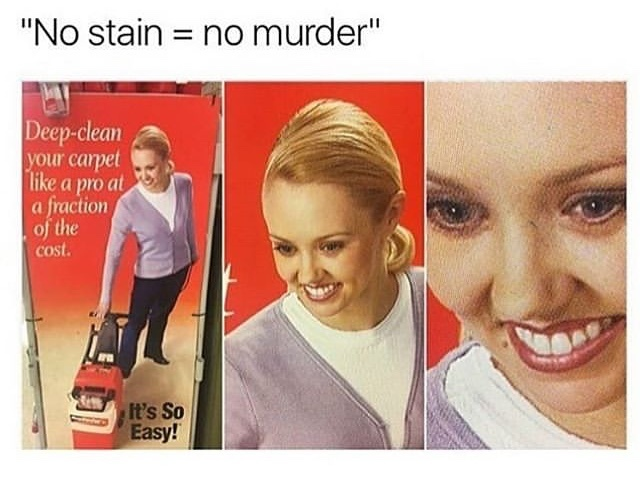 "No stain = no murder"
Deep-clean
your carpet
like a pro at
a fraction
of the
cost.
It's So
Easy!